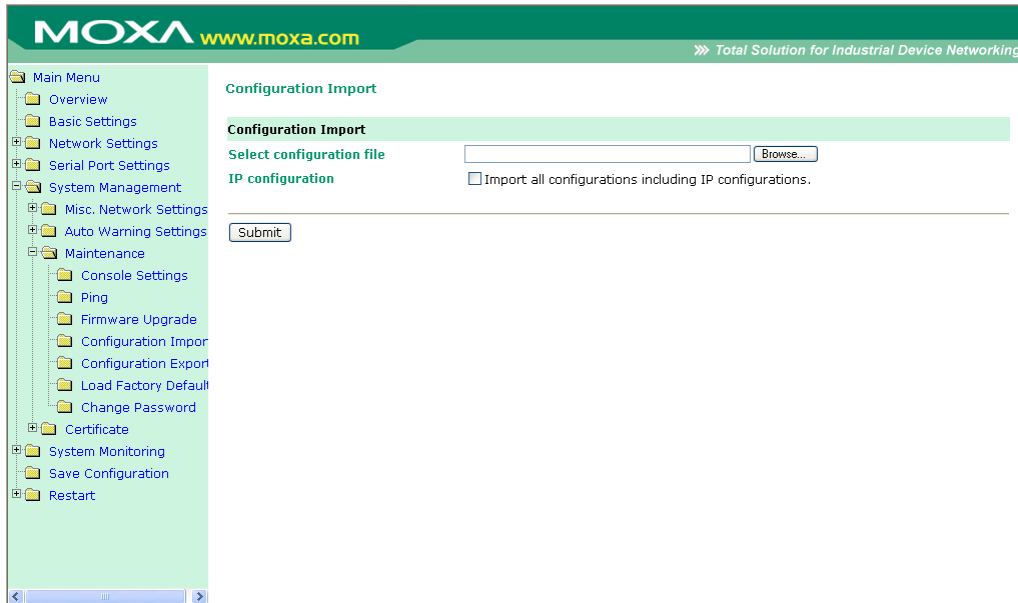 MOXA www.moxa.com
Total Solution for Industrial Device Networking
Main Menu
Overview
Basic Settings
Network Settings
Serial Port Settings
System Management
Misc. Network Settings
Auto Warning Settings
Maintenance
Console Settings
Ping
Firmware Upgrade
Configuration Impor
Configuration Export
Load Factory Default
Change Password
Certificate
System Monitoring
Save Configuration
Restart
Configuration Import
Configuration Import
Select configuration file Browse...
IP configuration Import all configurations including IP configurations.
Submit